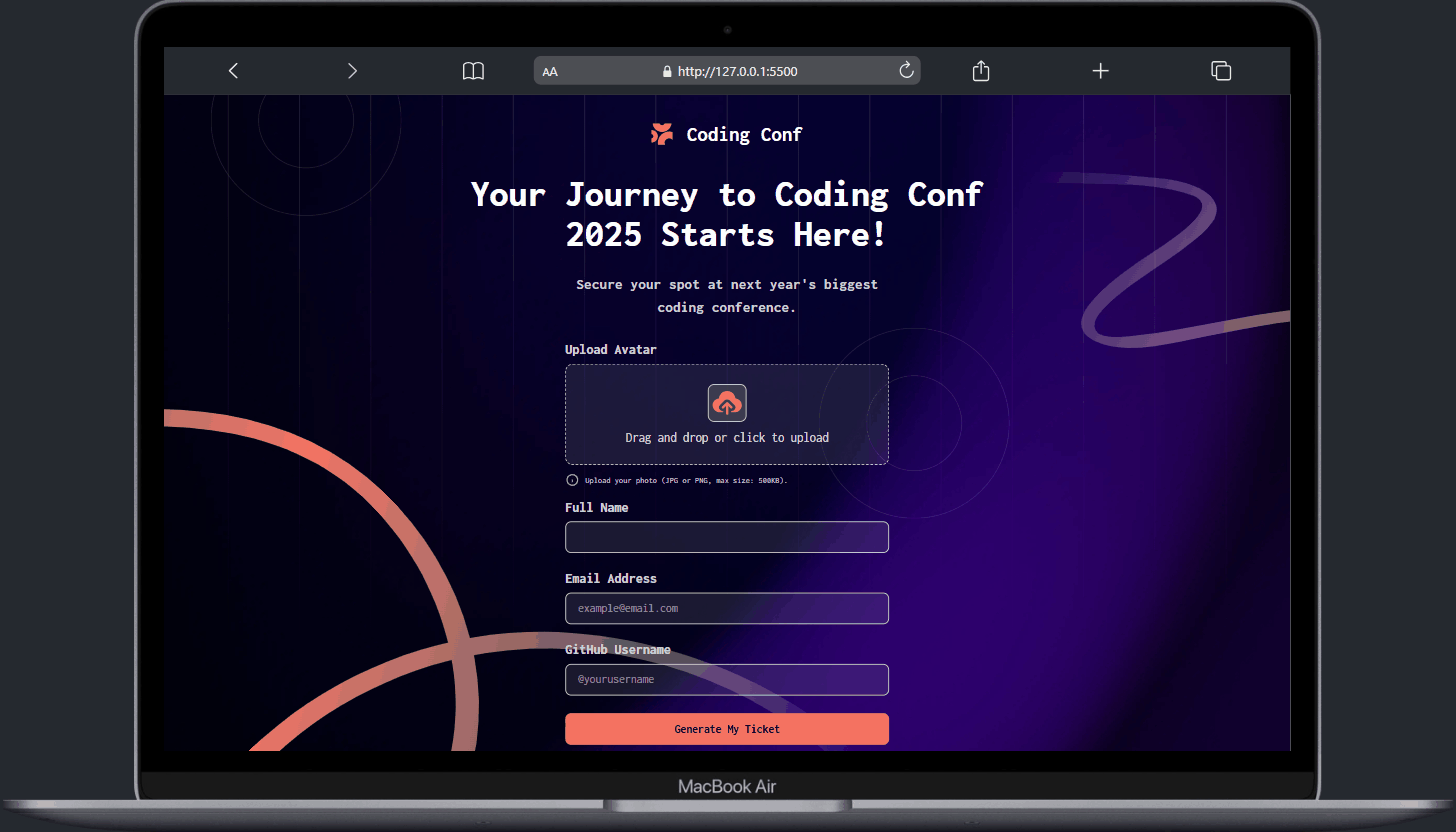 AA
http://127.0.0.1:5500
Coding Conf
Your Journey to Coding Conf
2025 Starts Here!
Secure your spot at next year's biggest
coding conference.
Upload Avatar
Drag and drop or click to upload
Upload your photo (JPG or PNG, max size: 500KB).
Full Name
Email Address
example@email.com
GitHub Username
@yourusername
Generate My Ticket
MacBook Air